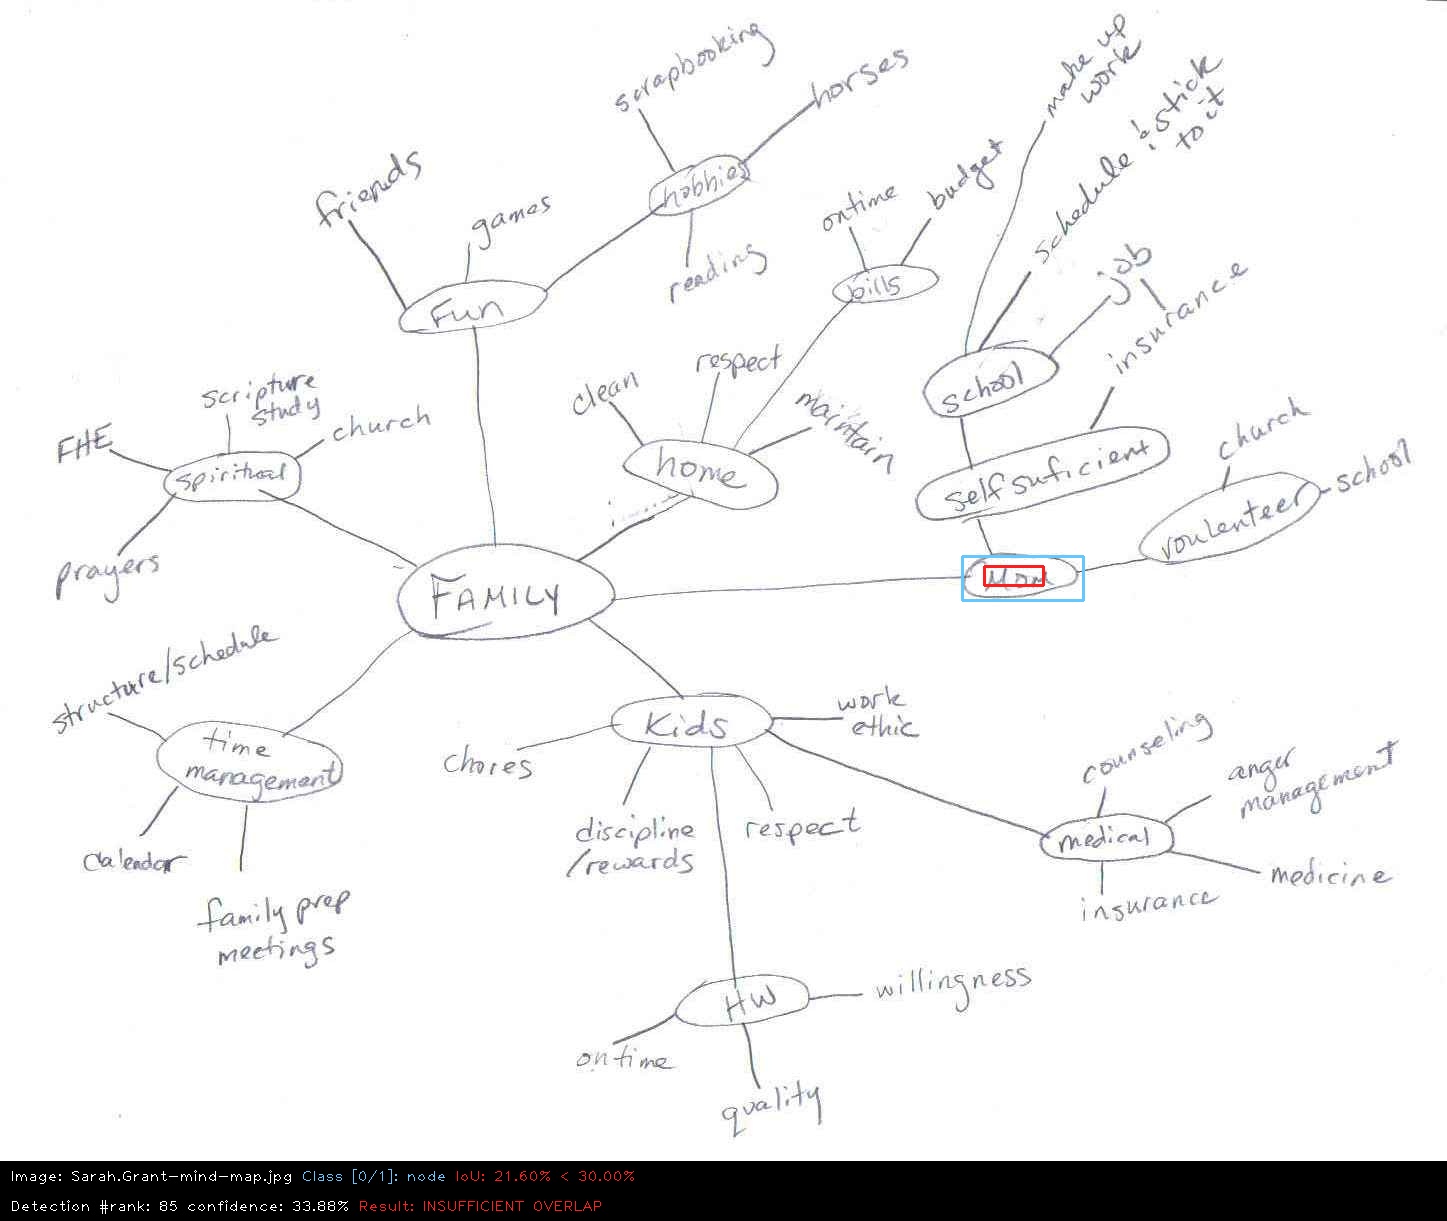 scrapbooking
horses
make up
work
schedule & stick
to it
friends
games
hobbies
reading
ontime
budget
bills
job
insurance
Fun
school
respect
clean
maintain
scripture
study
church
FHE
spiritual
prayers
home
self suficient
church
school
voulenteer
Mom
FAMILY
structure/schedule
time
management
Calendar
family prep
meetings
Kids
work
ethic
chores
discipline
/rewards
respect
counseling
anger
management
medical
medicine
insurance
HW
willingness
on time
quality
Image: Sarah.Grant-mind-map.jpg Class [0/1]: node IoU: 21.60% < 30.00%
Detection #rank: 85 confidence: 33.88% Result: INSUFFICIENT OVERLAP